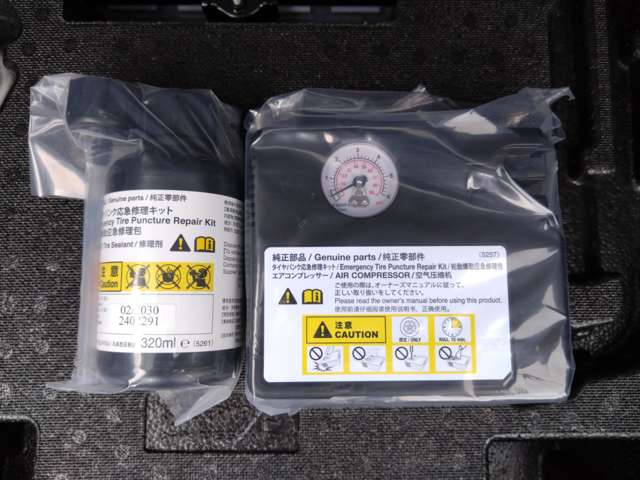 Genuine parts / 純正零部件
イヤパンク応急修理キット
Emergency Tire Puncture Repair Kit
応急修理包
Tire Sealant / 修理剤
注意
Caution
030
240 291
320ml e (5261)
純正部品 / Genuine parts / 純正零部件 (5257)
タイヤパンク応急修理キット / Emergency Tire Puncture Repair Kit / 轮胎爆胎应急修理包
エアコンプレッサー / AIR COMPRESSOR / 空气压缩机
ご使用の際は、オーナーズマニュアルに従って、
正しい取り扱いをしてください。
Please read the owner's manual before using this product.
使用前请仔细阅读使用说明书，正确使用。
注意
CAUTION
限定/ONLY
MAX. 10 min.